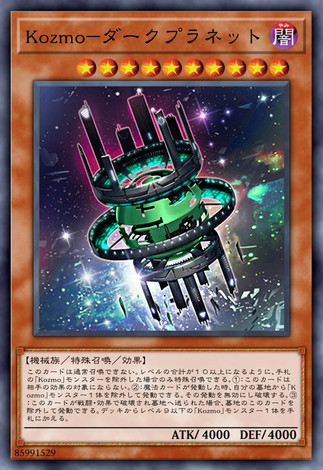 Kozmo－ダークプラネット
やみ
闇
【機械族／特殊召喚／効果】
このカードは通常召喚できない。レベルの合計が１０以上になるように、手札
の「Kozmo」モンスターを除外した場合のみ特殊召喚できる。①：このカードは
相手の効果の対象にならない。②：魔法カードが発動した時、自分の墓地から「K
ozmo」モンスター１体を除外して発動できる。その発動を無効にし破壊する。③
：このカードが戦闘・効果で破壊され墓地へ送られた場合、墓地のこのカードを
除外して発動できる。デッキからレベル９以下の「Kozmo」モンスター１体を手
札に加える。
ATK/ 4000 DEF/ 4000
85991529